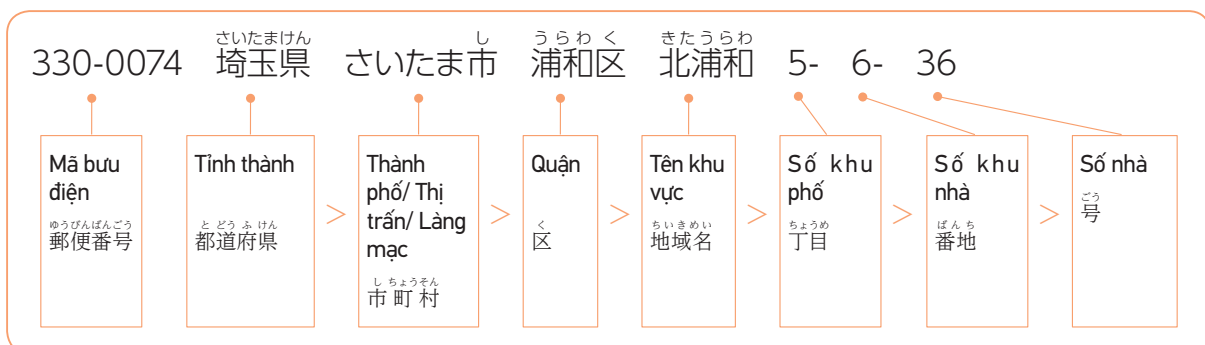 さいたまけん し うらわ く きたうらわ
330-0074 埼玉県 さいたま市 浦和区 北浦和 5- 6- 36
Mã bưu
điện
ゆうびんばんごう
郵便番号
Tỉnh thành
と どう ふ けん
都道府県
>
Thành
phố/ Thị
trấn/ Làng
mạc
し ちょうそん
市町村
>
Quận
く
区
>
Tên khu
vực
ちいきめい
地域名
>
Số khu
phố
ちょうめ
丁目
>
Số khu
nhà
ばんち
番地
>
Số nhà
ごう
号